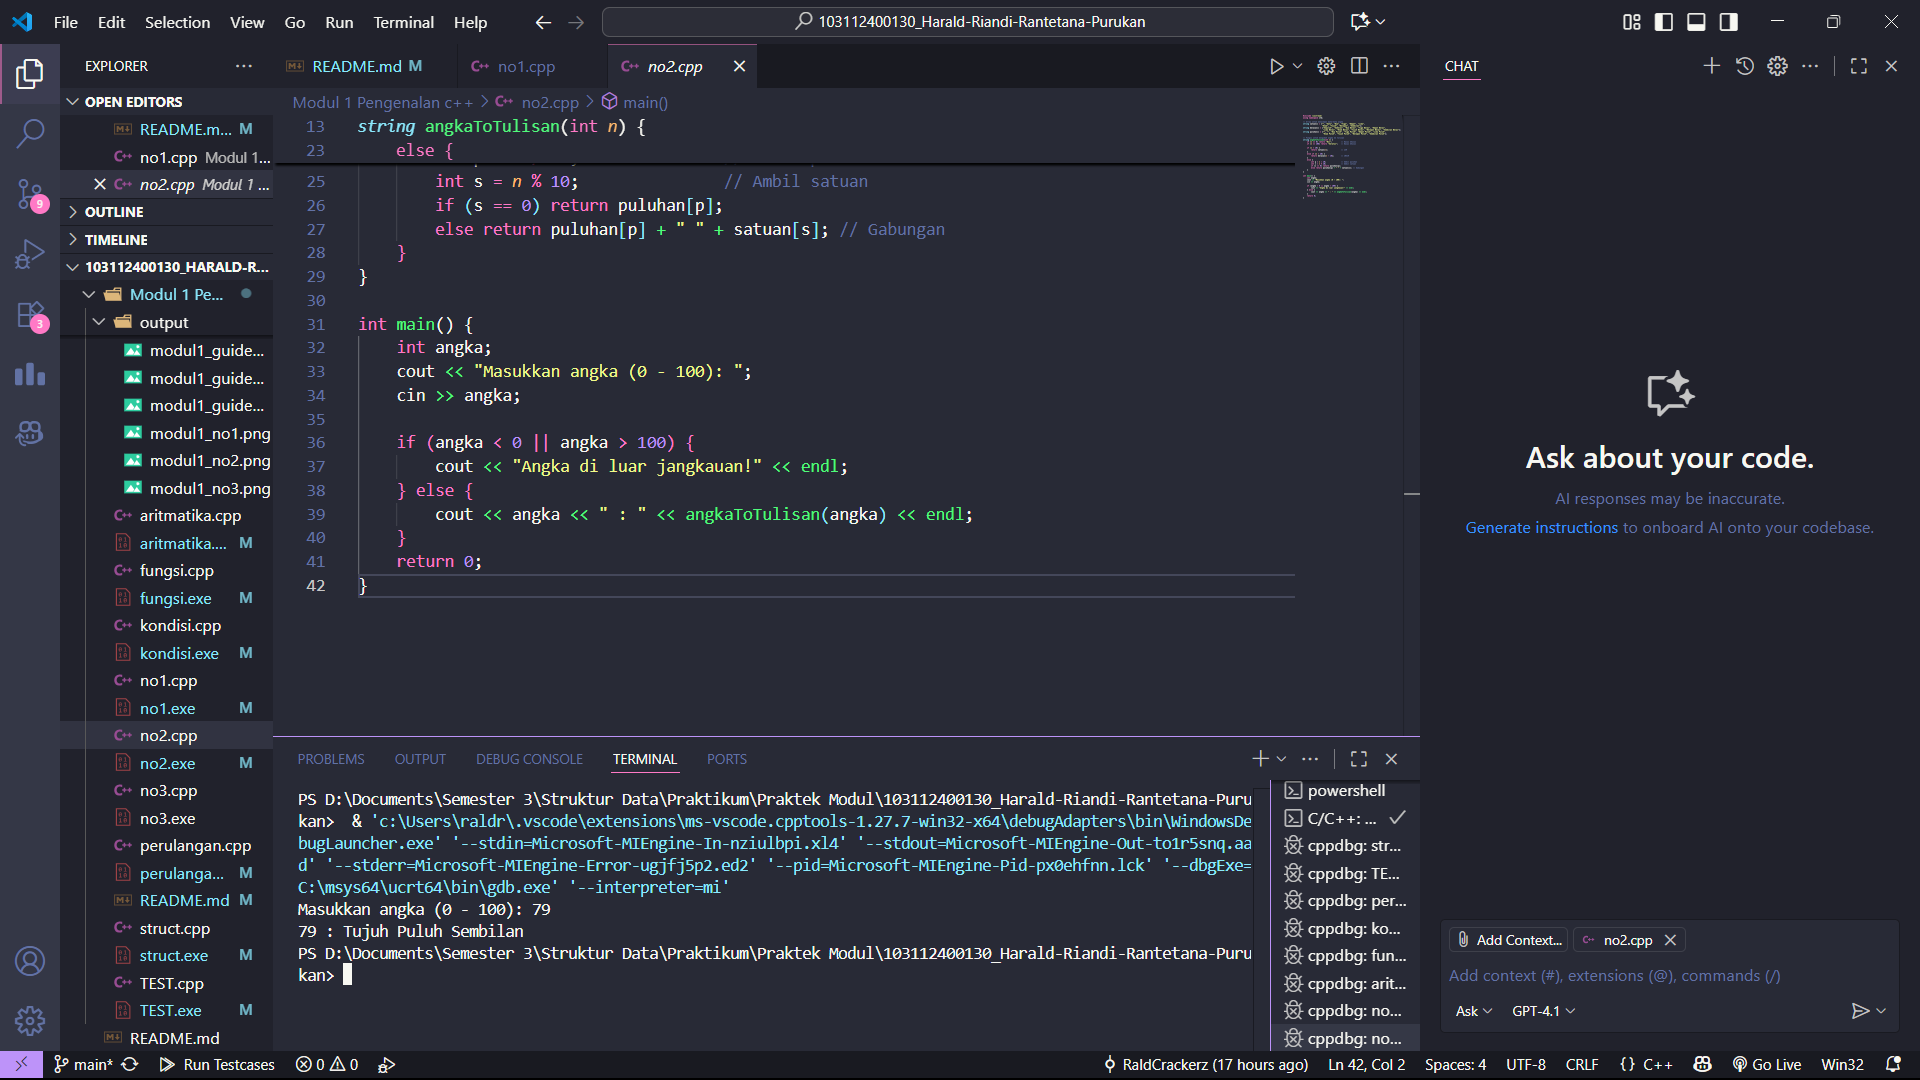 File Edit Selection View Go Run Terminal Help
103112400130_Harald-Riandi-Rantetana-Purukan
EXPLORER
OPEN EDITORS
README.m... M
no1.cpp Modul 1...
no2.cpp Modul 1 ...
OUTLINE
TIMELINE
103112400130_HARALD-R...
Modul 1 Pe...
output
modul1_guide...
modul1_guide...
modul1_guide...
modul1_no1.png
modul1_no2.png
modul1_no3.png
aritmatika.cpp
aritmatika.... M
fungsi.cpp
fungsi.exe M
kondisi.cpp
kondisi.exe M
no1.cpp
no1.exe M
no2.cpp
no2.exe M
no3.cpp
no3.exe
perulangan.cpp
perulanga... M
README.md M
struct.cpp
struct.exe M
TEST.cpp
TEST.exe M
README.md
9
3
README.md M
no1.cpp
no2.cpp
Modul 1 Pengenalan c++ > no2.cpp > main()
13 string angkaToTulisan(int n) {
23 else {
25 int s = n % 10; // Ambil satuan
26 if (s == 0) return puluhan[p];
27 else return puluhan[p] + " " + satuan[s]; // Gabungan
28 }
29 }
30
31 int main() {
32 int angka;
33 cout << "Masukkan angka (0 - 100): ";
34 cin >> angka;
35
36 if (angka < 0 || angka > 100) {
37 cout << "Angka di luar jangkauan!" << endl;
38 } else {
39 cout << angka << " : " << angkaToTulisan(angka) << endl;
40 }
41 return 0;
42 }
PROBLEMS OUTPUT DEBUG CONSOLE TERMINAL PORTS
PS D:\Documents\Semester 3\Struktur Data\Praktikum\Praktek Modul\103112400130_Harald-Riandi-Rantetana-Puru
kan> & 'c:\Users\raldr\.vscode\extensions\ms-vscode.cpptools-1.27.7-win32-x64\debugAdapters\bin\WindowsDe
bugLauncher.exe' '--stdin=Microsoft-MIEngine-In-nziulbpi.xl4' '--stdout=Microsoft-MIEngine-Out-to1r5snq.aa
d' '--stderr=Microsoft-MIEngine-Error-ugjfj5p2.ed2' '--pid=Microsoft-MIEngine-Pid-px0ehfnn.lck' '--dbgExe=
C:\msys64\ucrt64\bin\gdb.exe' '--interpreter=mi'
Masukkan angka (0 - 100): 79
79 : Tujuh Puluh Sembilan
PS D:\Documents\Semester 3\Struktur Data\Praktikum\Praktek Modul\103112400130_Harald-Riandi-Rantetana-Puru
kan>
powershell
C/C++: ...
cppdbg: str...
cppdbg: TE...
cppdbg: per...
cppdbg: ko...
cppdbg: fun...
cppdbg: arit...
cppdbg: no...
cppdbg: no...
CHAT
Ask about your code.
AI responses may be inaccurate.
Generate instructions to onboard AI onto your codebase.
Add Context... no2.cpp
Add context (#), extensions (@), commands (/)
Ask GPT-4.1
main* Run Testcases 0 0
RaldCrackerz (17 hours ago) Ln 42, Col 2 Spaces: 4 UTF-8 CRLF {} C++ Go Live Win32